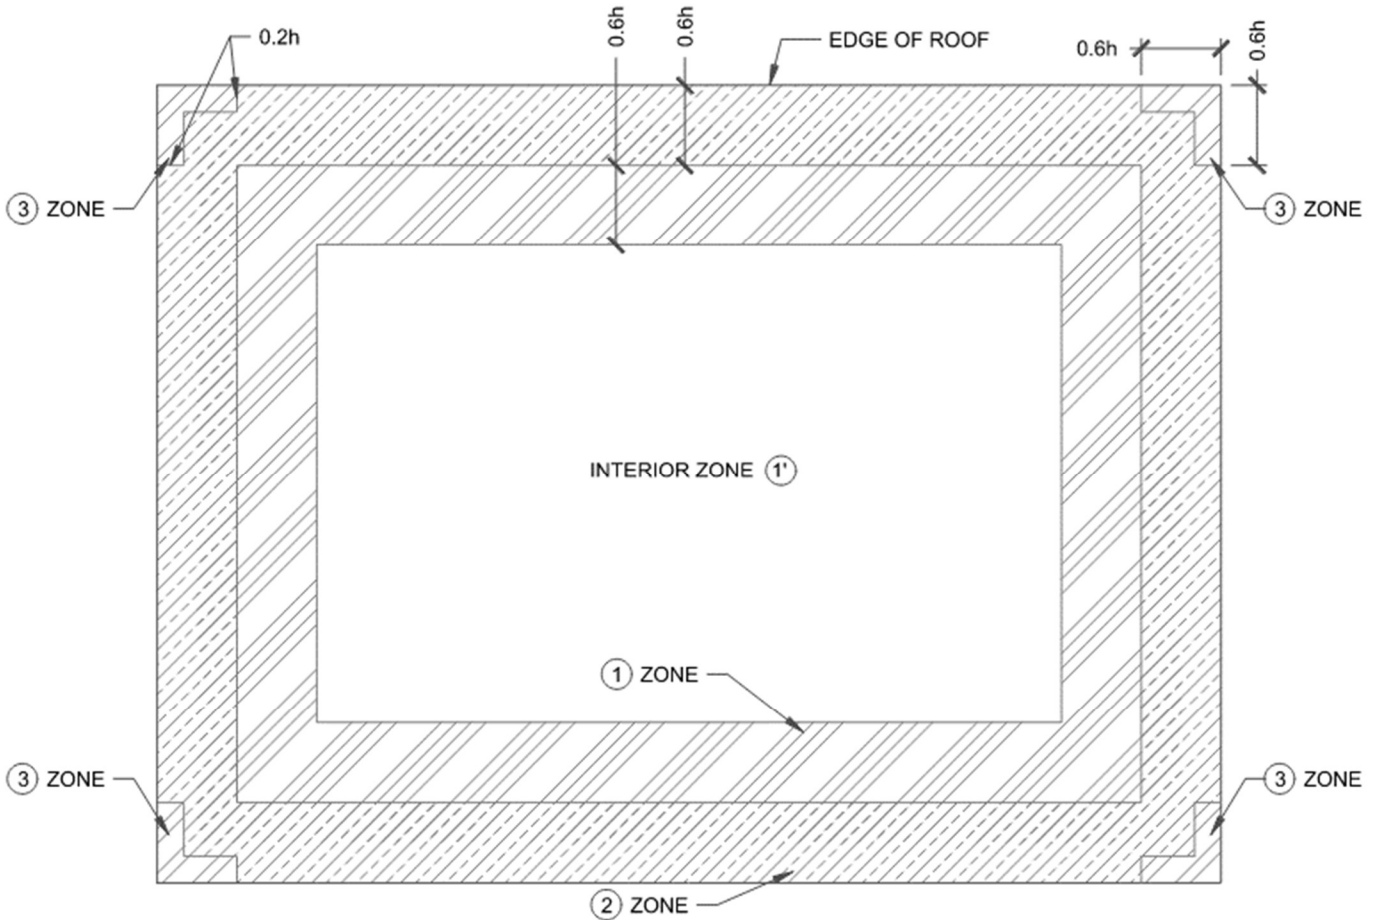 0.2h
0.6h
0.6h
EDGE OF ROOF
0.6h
0.6h
3 ZONE
3 ZONE
INTERIOR ZONE 1'
1 ZONE
3 ZONE
3 ZONE
2 ZONE